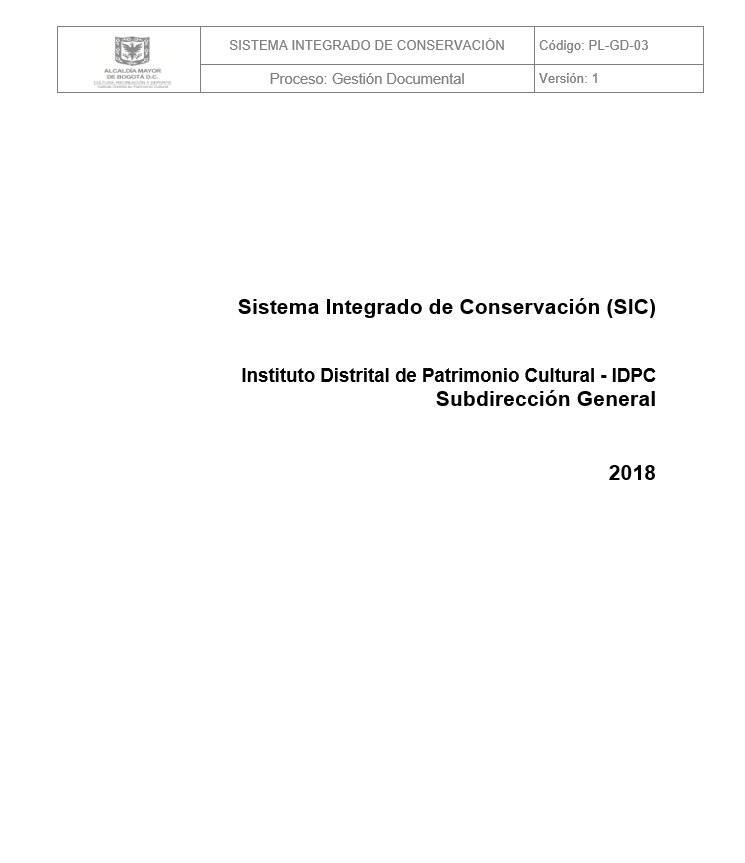 ALCALDÍA MAYOR
DE BOGOTÁ D.C.
CULTURA, RECREACIÓN Y DEPORTE
Instituto Distrital de Patrimonio Cultural
SISTEMA INTEGRADO DE CONSERVACIÓN
Código: PL-GD-03
Proceso: Gestión Documental
Versión: 1
Sistema Integrado de Conservación (SIC)
Instituto Distrital de Patrimonio Cultural - IDPC
Subdirección General
2018